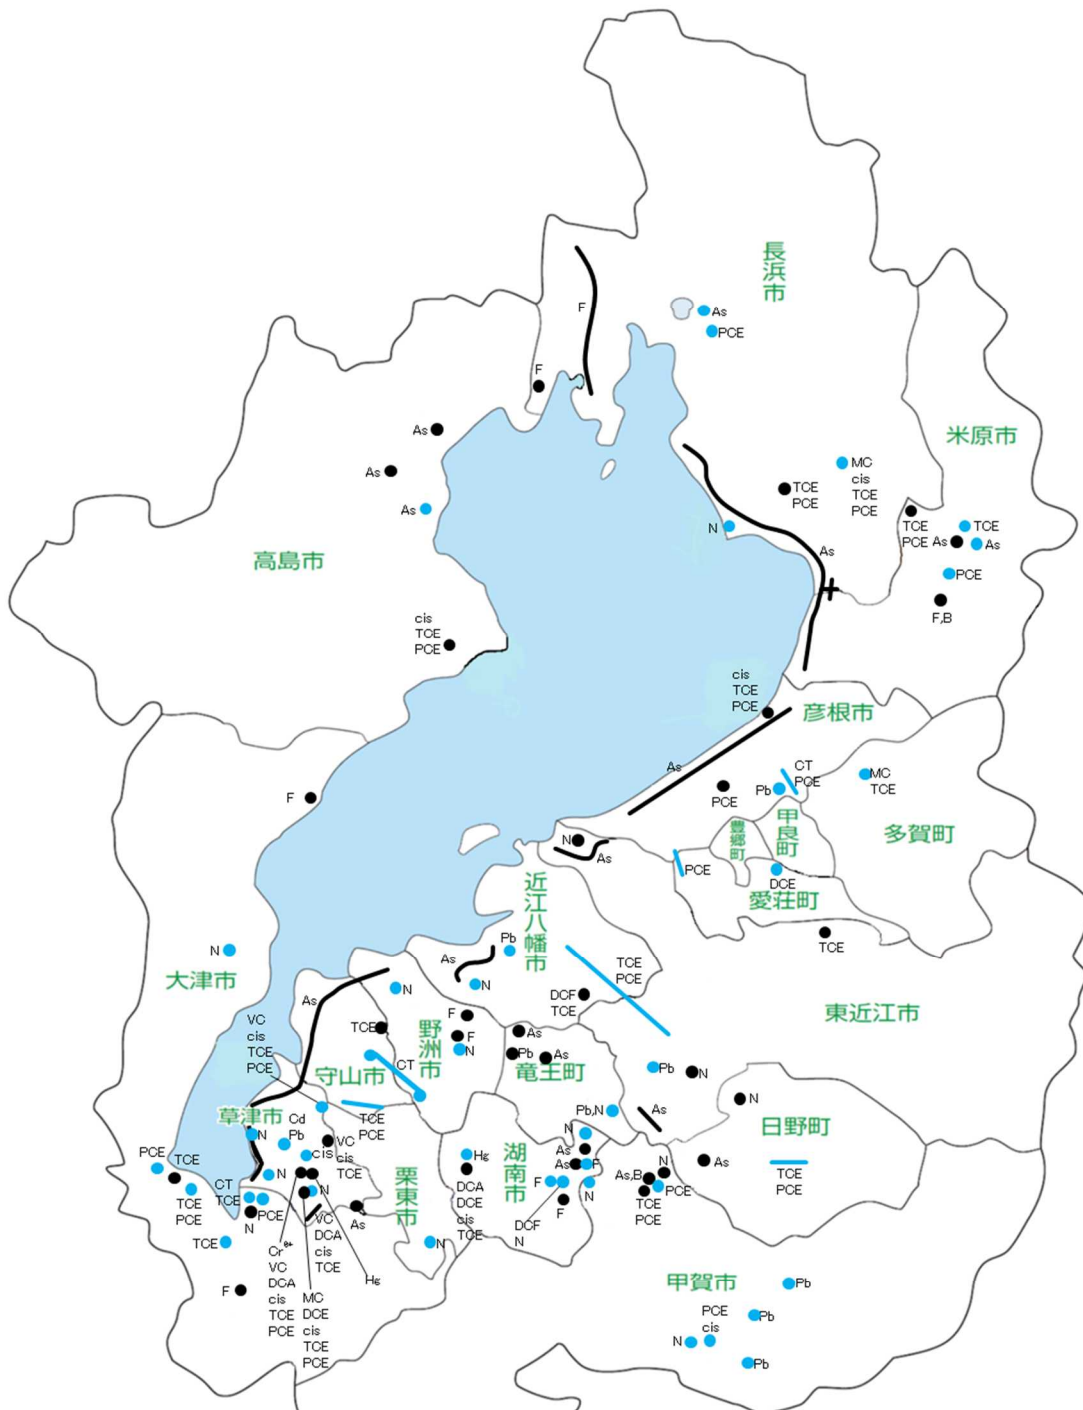 長浜市
F
As
PCE
F
米原市
As
As
As
MC
cis
TCE
PCE
TCE
PCE
N
As
TCE
PCE
TCE
As
As
PCE
F,B
高島市
cis
TCE
PCE
cis
TCE
PCE
彦根市
As
PCE
Pb
CT
PCE
MC
TCE
F
N
As
豊郷町
甲良町
多賀町
PCE
DCE
愛荘町
近江八幡市
TCE
N
大津市
Pb
As
N
TCE
PCE
DCF
TCE
東近江市
As
N
VC
cis
TCE
PCE
TCE
F
F
N
野洲市
CT
守山市
As
Pb
As
竜王町
Pb
N
N
日野町
TCE
PCE
Pb,N
As
草津市
N
Cd
Pb
cis
VC
cis
TCE
TCE
PCE
栗東市
N
As
As
F
湖南市
Hg
DCA
DCE
cis
TCE
PCE
TCE
TCE
PCE
CT
TCE
N
PCE
N
N
As
N
F
F
N
DCF
N
As,B
N
PCE
TCE
PCE
As
TCE
PCE
TCE
F
VC
DCA
cis
TCE
N
Hg
Cr⁶⁺
VC
DCA
cis
TCE
PCE
MC
DCE
cis
TCE
PCE
甲賀市
Pb
Pb
PCE
cis
N
Pb